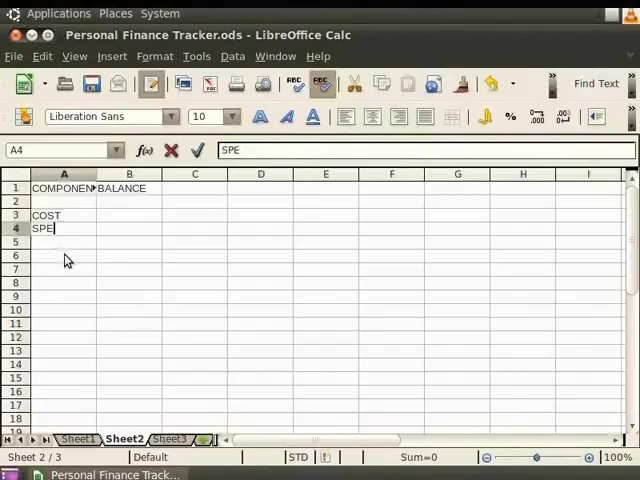 Applications Places System
Personal Finance Tracker.ods - LibreOffice Calc
File Edit View Insert Format Tools Data Window Help
ABC ABC Find Text
Liberation Sans 10 A A A %
A4 f(x) SPE
A B C D E F G H I
1 COMPONEN BALANCE
2
3 COST
4 SPE
5
6
7
8
9
10
11
12
13
14
15
16
17
18
19
Sheet1 Sheet2 Sheet3
Sheet 2 / 3 Default STD Sum=0 100%
Personal Finance Track...